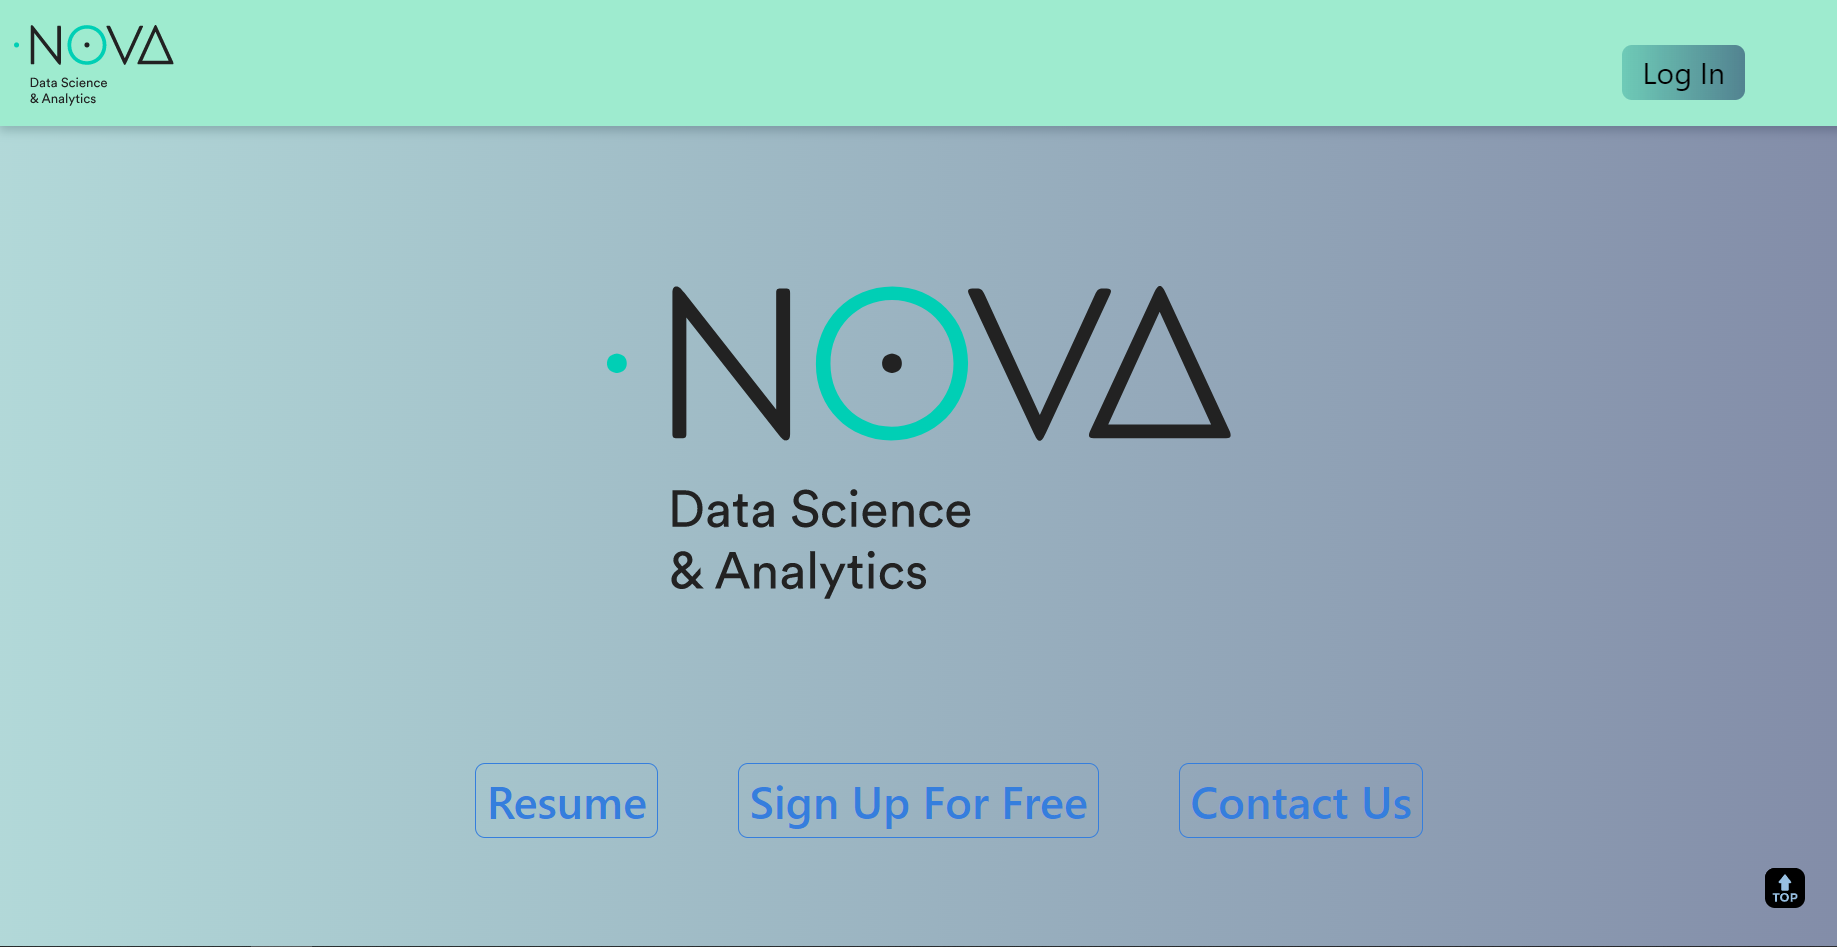 NOVA
Data Science
& Analytics
Log In
NOVA
Data Science
& Analytics
Resume
Sign Up For Free
Contact Us
TOP